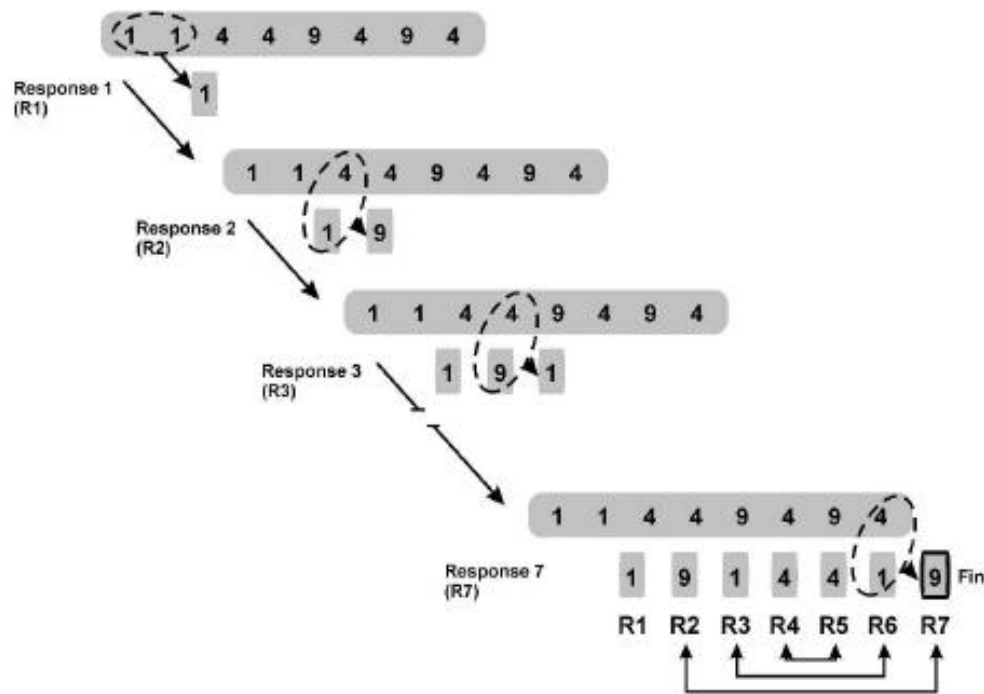 1 1 4 4 9 4 9 4
1
Response 1
(R1)
1 1 4 4 9 4 9 4
1 9
Response 2
(R2)
1 1 4 4 9 4 9 4
1 9 1
Response 3
(R3)
1 1 4 4 9 4 9 4
Response 7
(R7)
1 9 1 4 4 1 9 Fin
R1 R2 R3 R4 R5 R6 R7